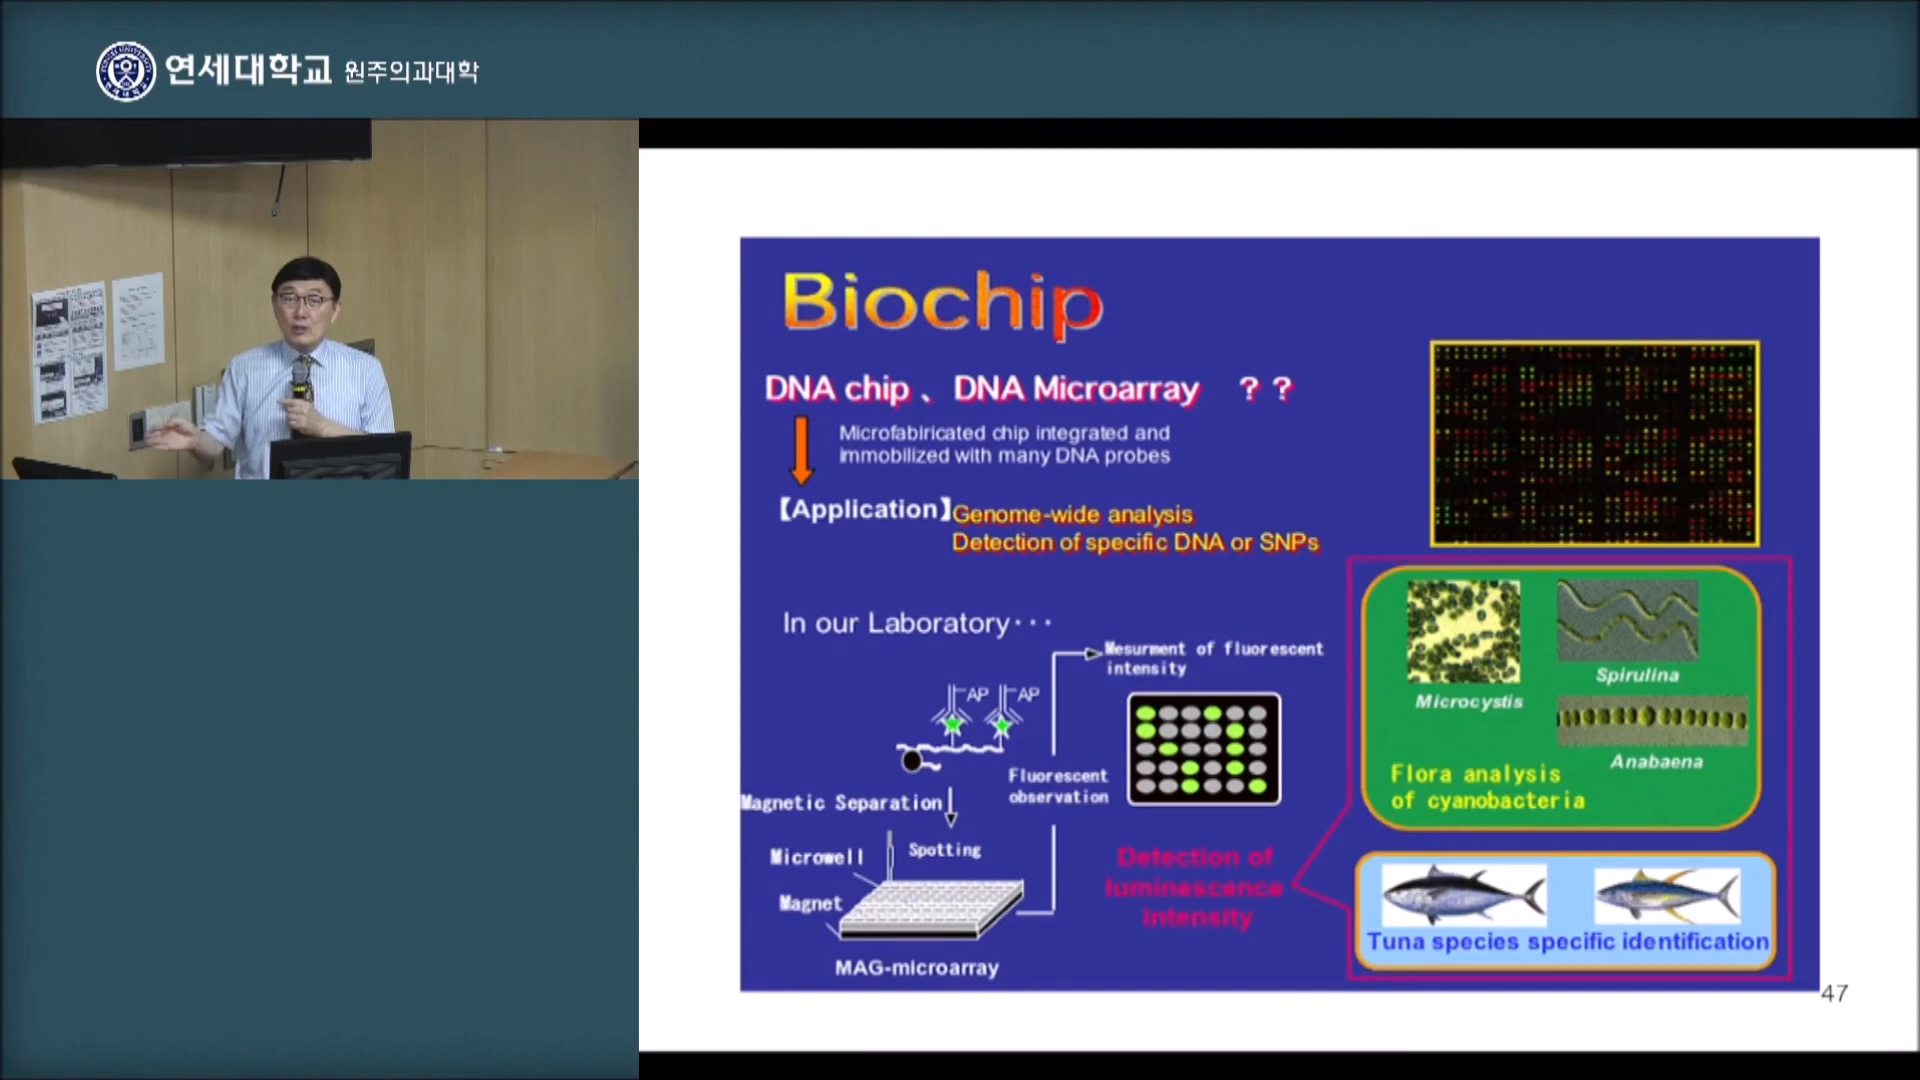 연세대학교 원주의과대학
Biochip
DNA chip 、 DNA Microarray ？？
Microfabiricated chip integrated and
immobilized with many DNA probes
【Application】
Genome-wide analysis
Detection of specific DNA or SNPs
In our Laboratory･･･
Mesurment of fluorescent
intensity
AP AP
Fluorescent
observation
Magnetic Separation
Spotting
Microwell
Magnet
MAG-microarray
Detection of
luminescence
intensity
Microcystis
Spirulina
Anabaena
Flora analysis
of cyanobacteria
Tuna species specific identification
47